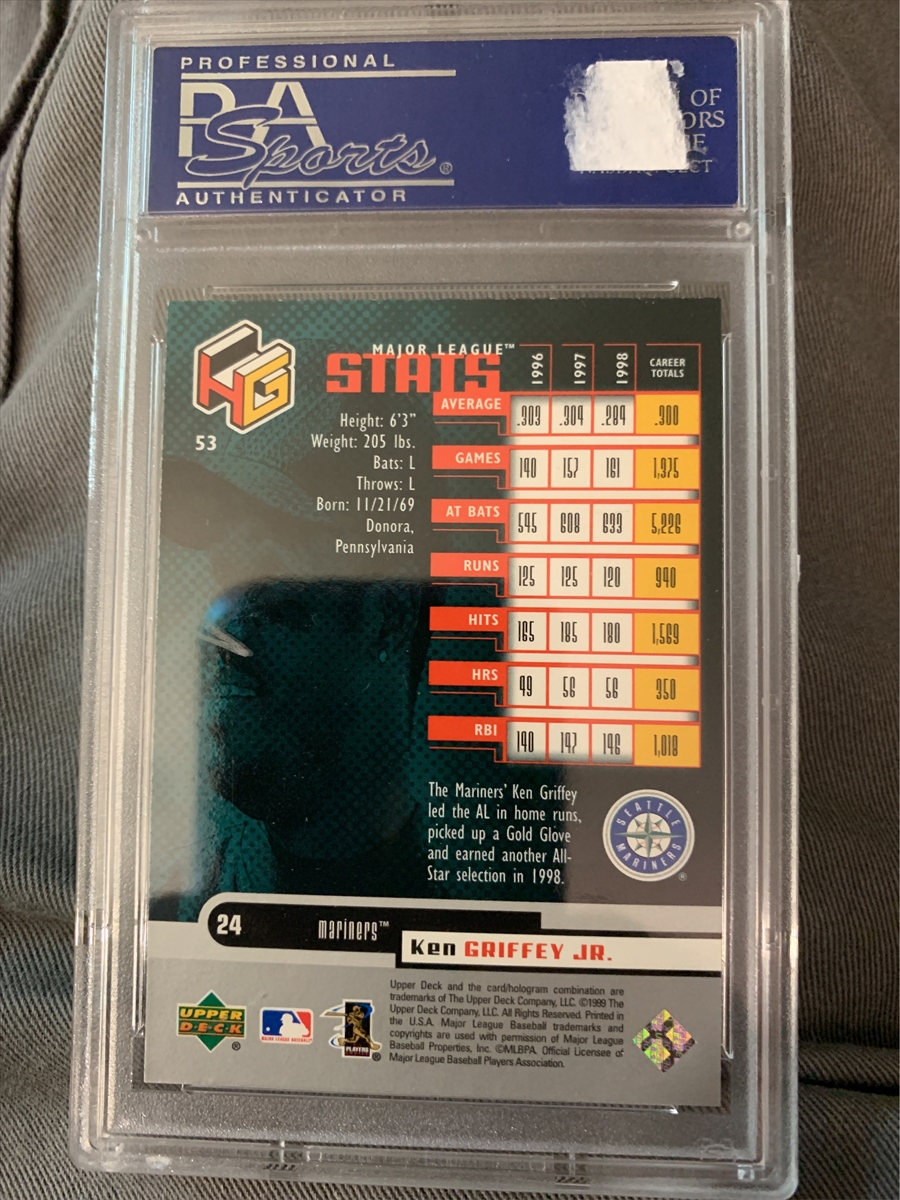 PROFESSIONAL
PSA
Sports®
AUTHENTICATOR
OF
ORS
HG
53
MAJOR LEAGUE™
STATS
1996 1997 1998 CAREER TOTALS
Height: 6'3"
Weight: 205 lbs.
Bats: L
Throws: L
Born: 11/21/69
Donora,
Pennsylvania
AVERAGE .303 .304 .284 .300
GAMES 140 157 161 1,375
AT BATS 545 608 633 5,226
RUNS 125 125 120 940
HITS 165 185 180 1,569
HRS 49 56 56 350
RBI 140 147 146 1,018
The Mariners' Ken Griffey
led the AL in home runs,
picked up a Gold Glove
and earned another All-
Star selection in 1998.
SEATTLE
MARINERS
®
24 mariners™
Ken GRIFFEY JR.
Upper Deck and the card/hologram combination are
trademarks of The Upper Deck Company, LLC. ©1999 The
Upper Deck Company, LLC. All Rights Reserved. Printed in
the U.S.A. Major League Baseball trademarks and
copyrights are used with permission of Major League
Baseball Properties, Inc. ©MLBPA. Official Licensee of
Major League Baseball Players Association.
UPPER
DECK®
MAJOR LEAGUE BASEBALL
PLAYERS®